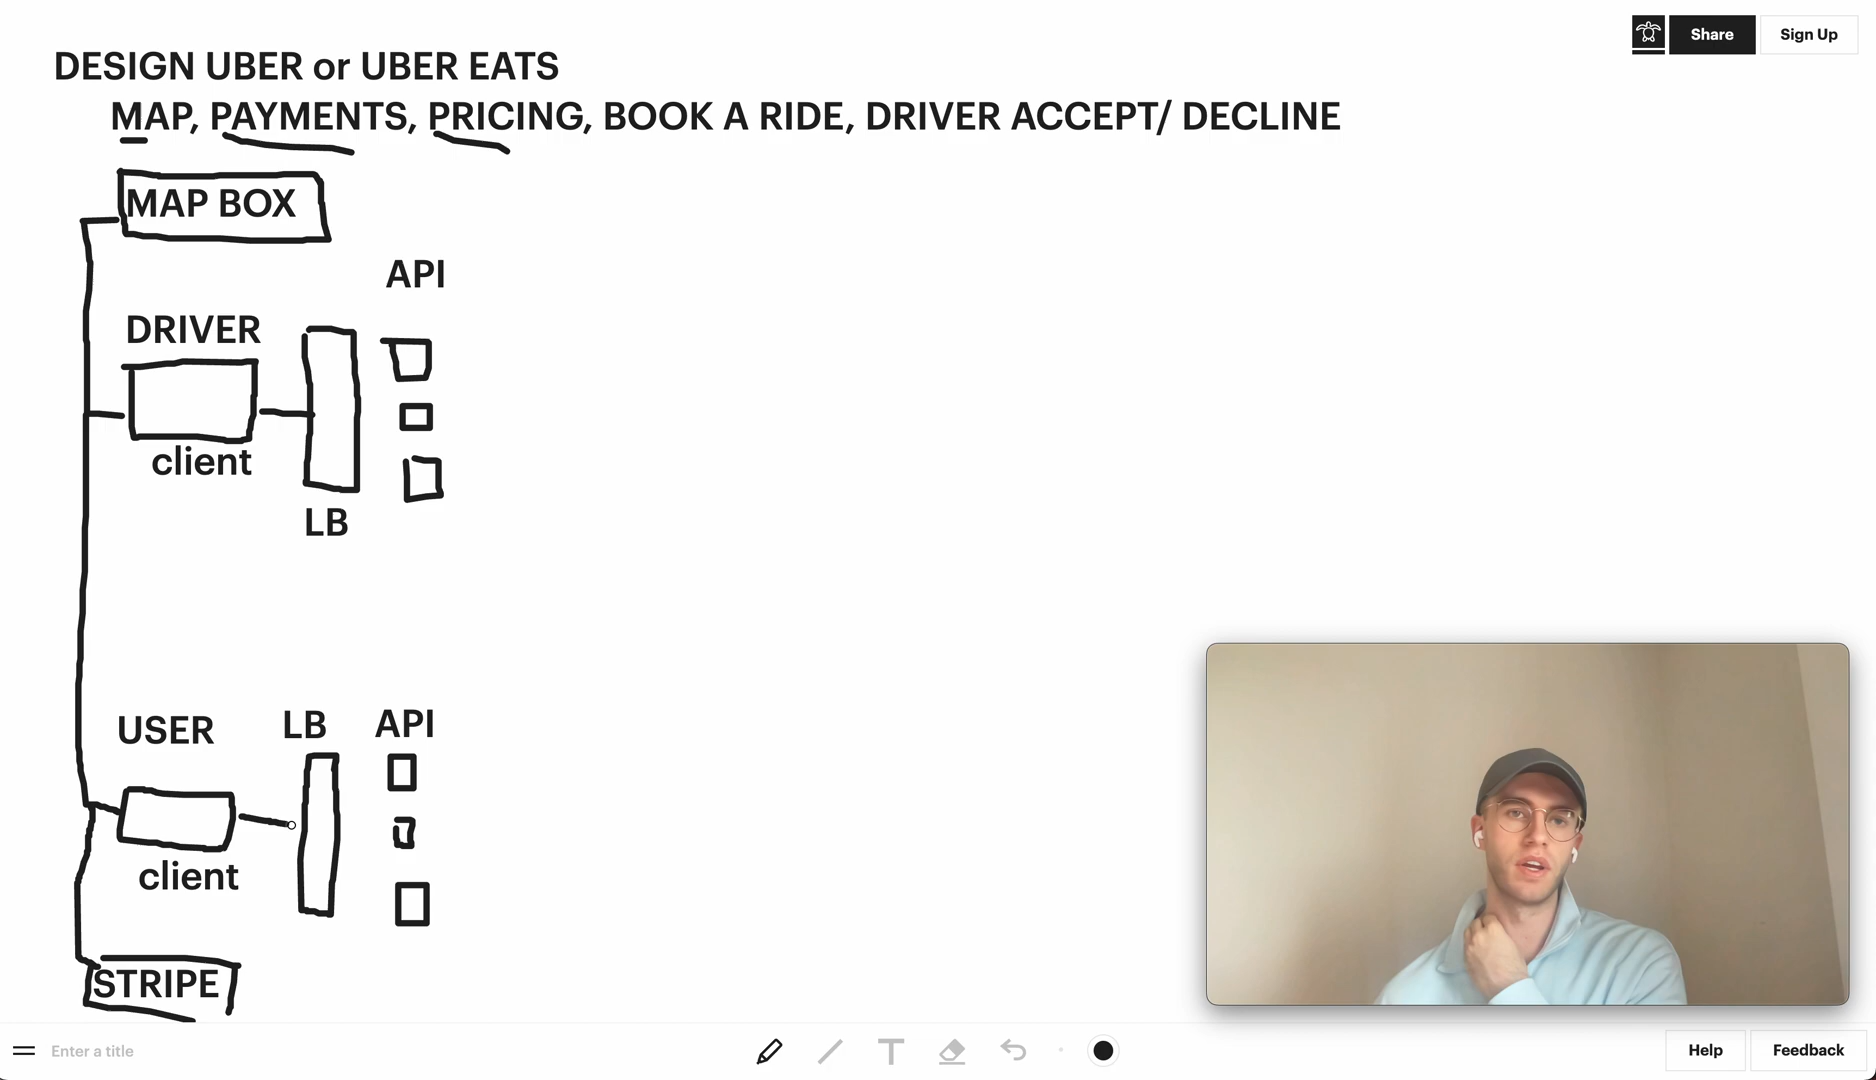 Share
Sign Up
DESIGN UBER or UBER EATS
MAP, PAYMENTS, PRICING, BOOK A RIDE, DRIVER ACCEPT/ DECLINE
MAP BOX
API
DRIVER
client
LB
USER
LB
API
client
STRIPE
Enter a title
T
Help
Feedback